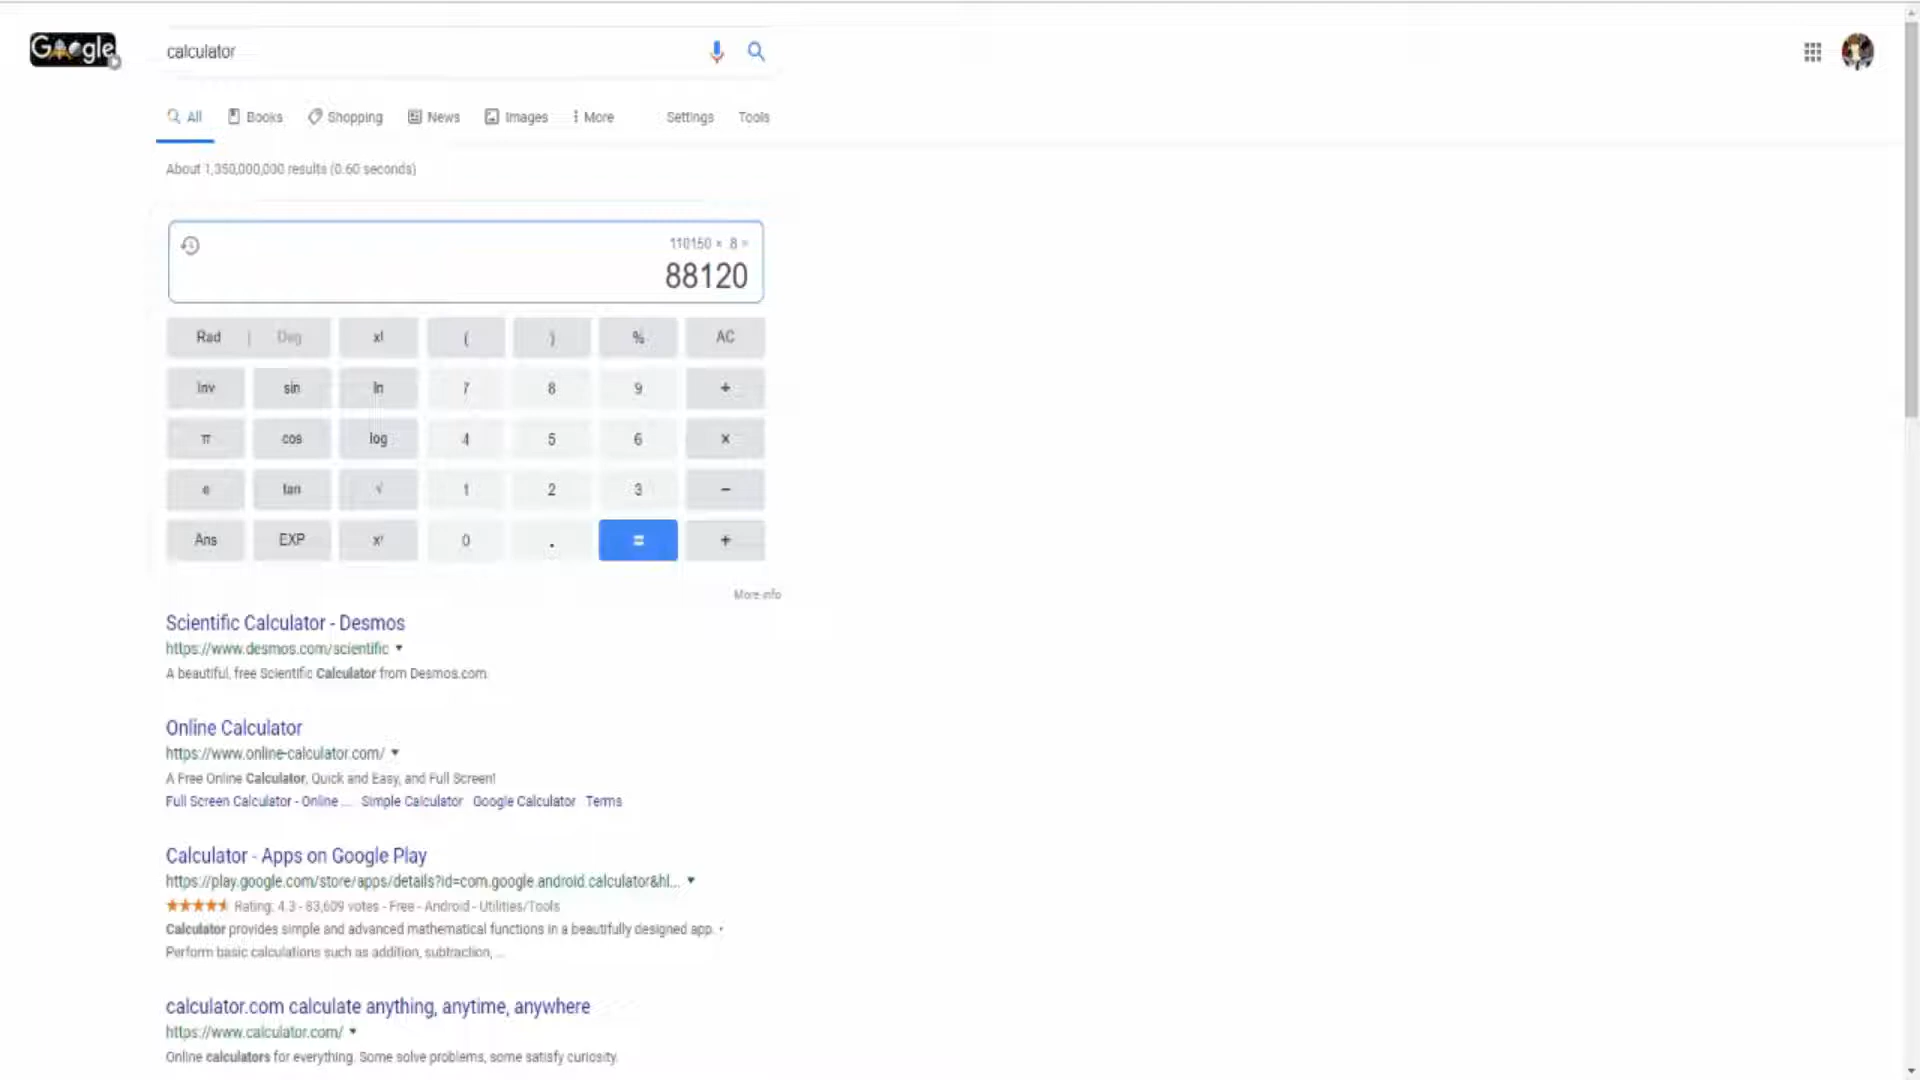 Google
calculator
All Books Shopping News Images More Settings Tools
About 1,350,000,000 results (0.60 seconds)
110150 × .8 =
88120
Rad | Deg x! ( ) % AC
Inv sin ln 7 8 9 ÷
π cos log 4 5 6 ×
e tan √ 1 2 3 −
Ans EXP xʸ 0 . = +
More info
Scientific Calculator - Desmos
https://www.desmos.com/scientific
A beautiful, free Scientific Calculator from Desmos.com.
Online Calculator
https://www.online-calculator.com/
A Free Online Calculator, Quick and Easy, and Full Screen!
Full Screen Calculator - Online ... Simple Calculator Google Calculator Terms
Calculator - Apps on Google Play
https://play.google.com/store/apps/details?id=com.google.android.calculator&hl...
Rating: 4.3 - 83,609 votes - Free - Android - Utilities/Tools
Calculator provides simple and advanced mathematical functions in a beautifully designed app. •
Perform basic calculations such as addition, subtraction, ...
calculator.com calculate anything, anytime, anywhere
https://www.calculator.com/
Online calculators for everything. Some solve problems, some satisfy curiosity.